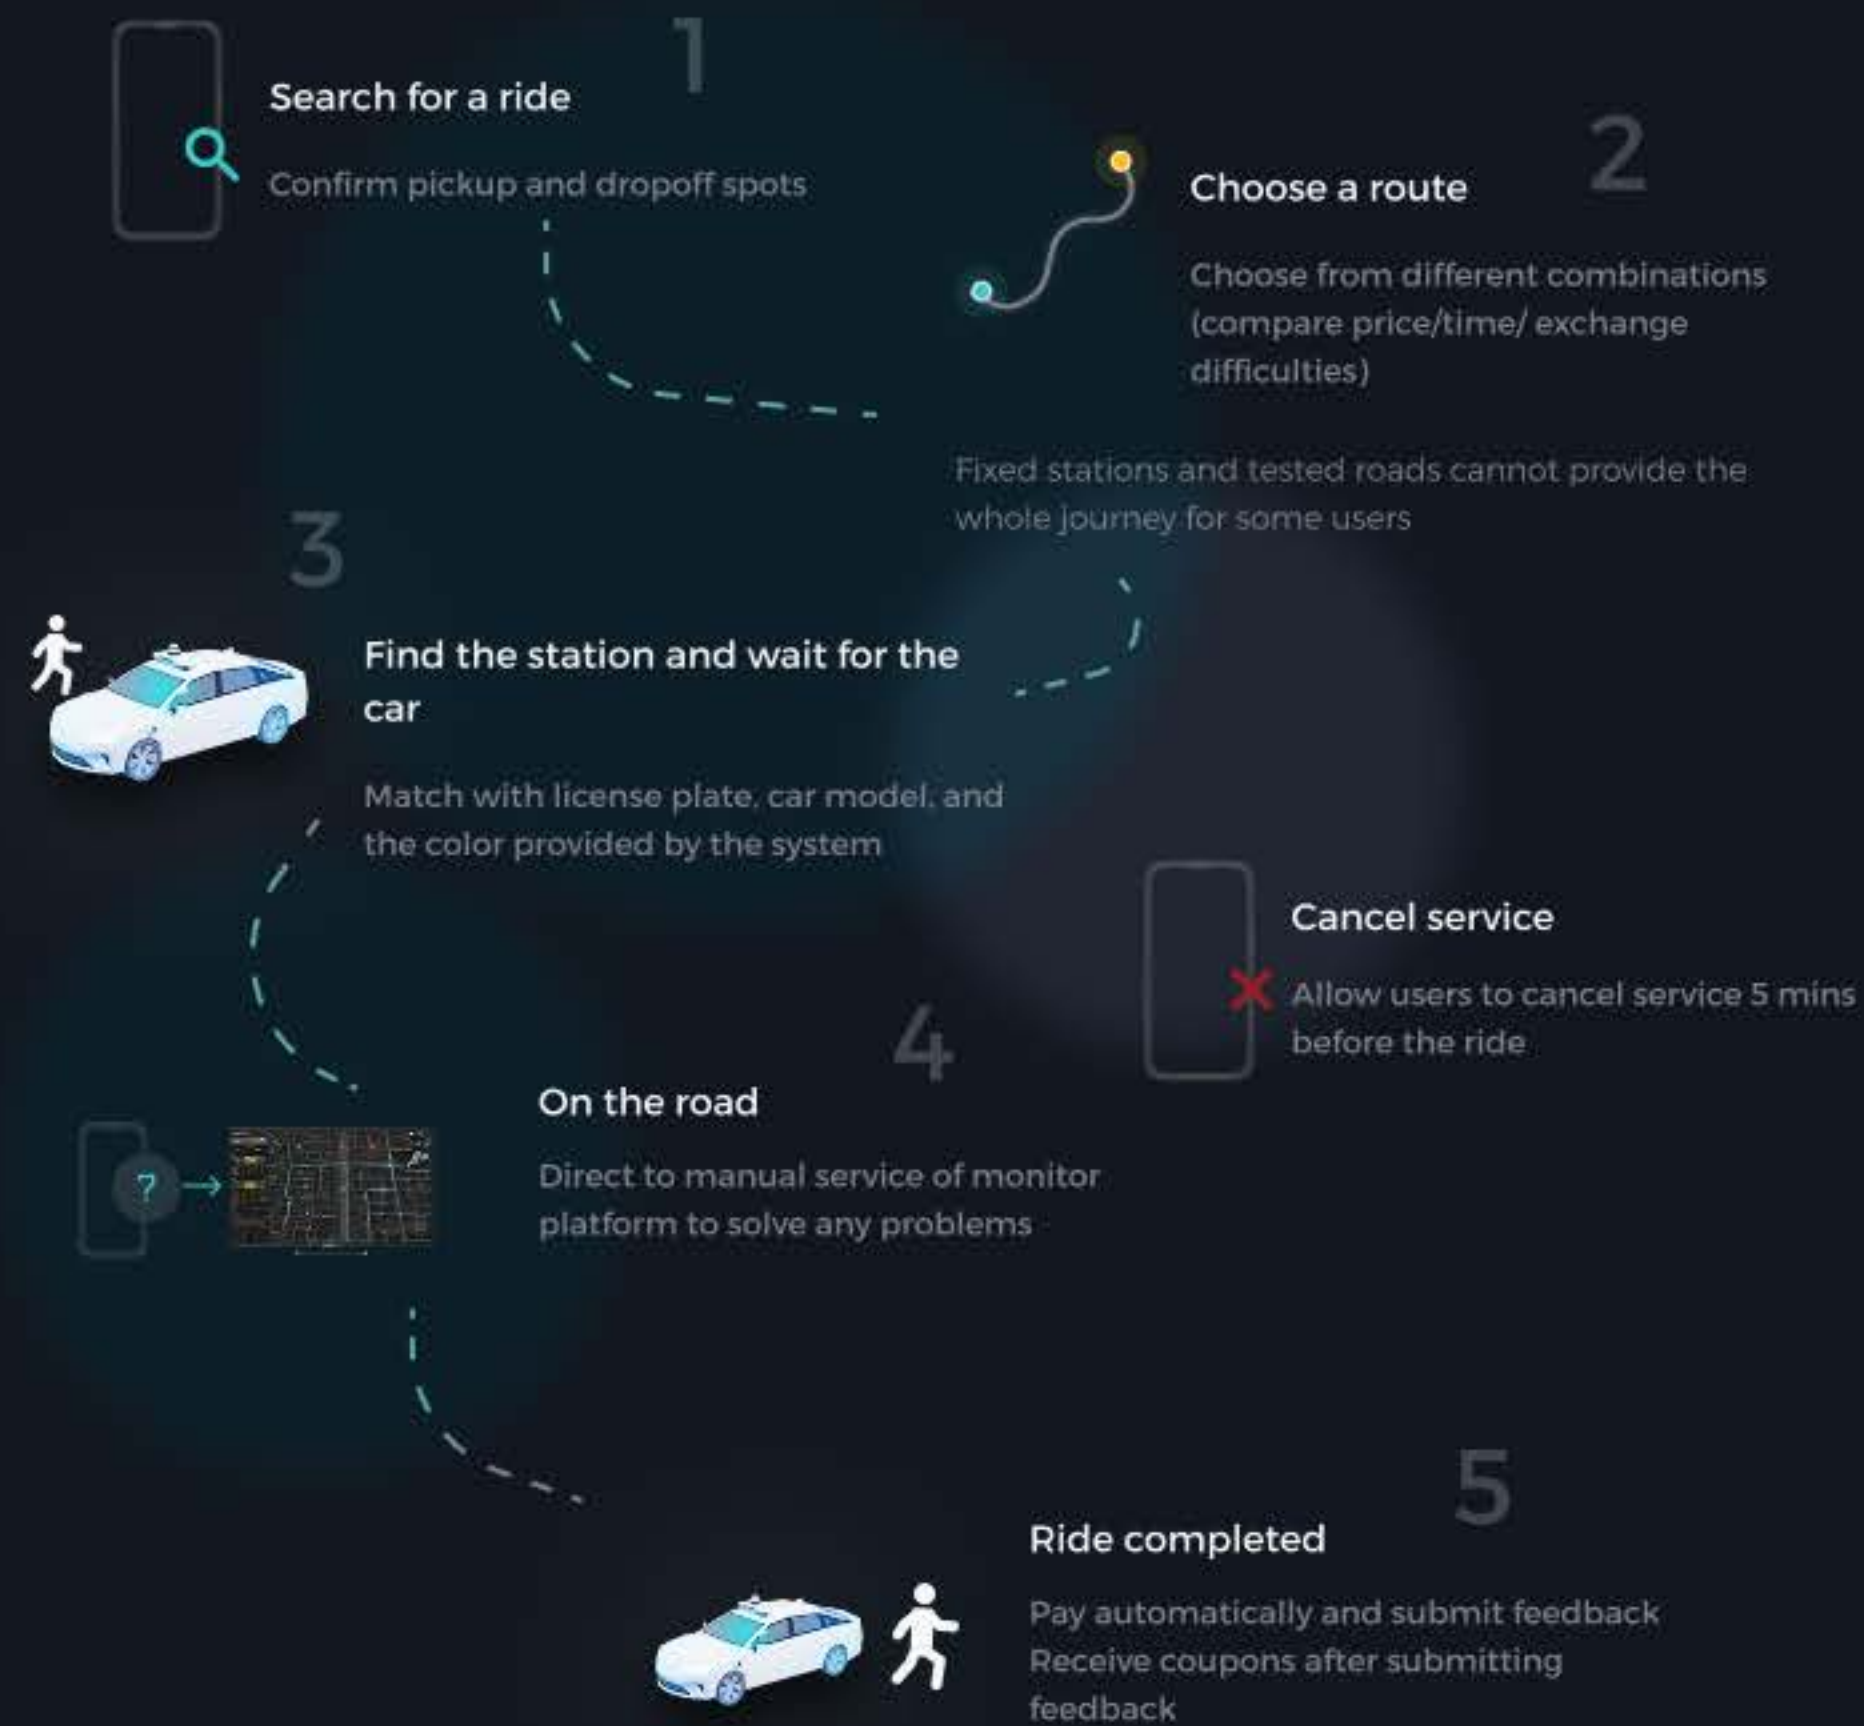 1
Search for a ride
Confirm pickup and dropoff spots
2
Choose a route
Choose from different combinations
(compare price/time/ exchange
difficulties)
Fixed stations and tested roads cannot provide the
whole journey for some users
3
Find the station and wait for the
car
Match with license plate, car model, and
the color provided by the system
Cancel service
Allow users to cancel service 5 mins
before the ride
4
On the road
Direct to manual service of monitor
platform to solve any problems
?
5
Ride completed
Pay automatically and submit feedback
Receive coupons after submitting
feedback